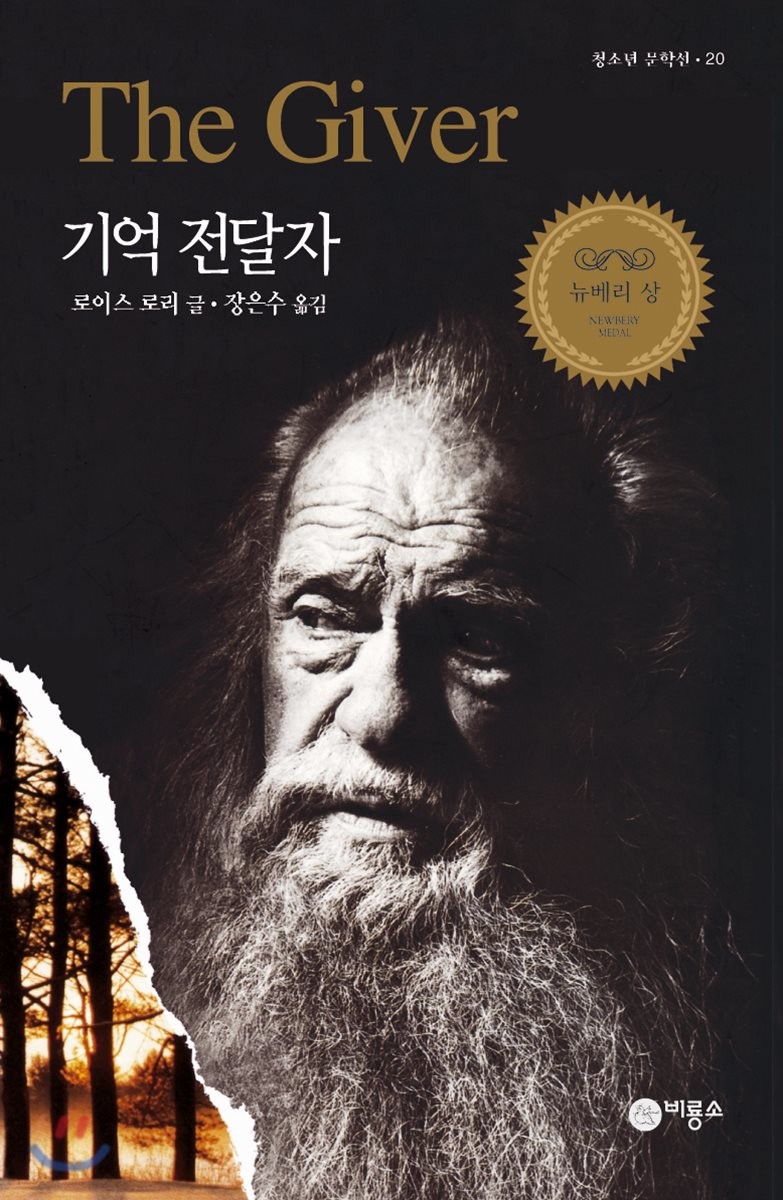 청소년 문학선 · 20
The Giver
기억 전달자
로이스 로리 글 · 장은수 옮김
뉴베리 상
NEWBERY
MEDAL
비룡소